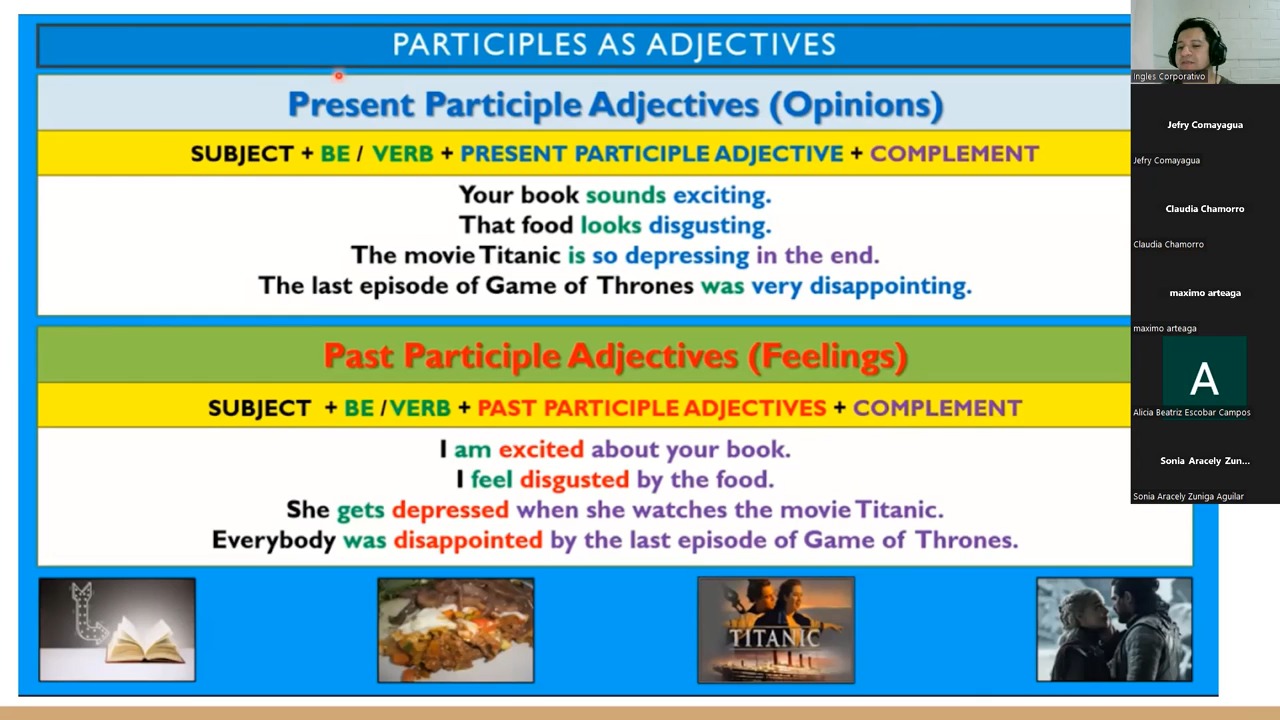 PARTICIPLES AS ADJECTIVES
Present Participle Adjectives (Opinions)
SUBJECT + BE / VERB + PRESENT PARTICIPLE ADJECTIVE + COMPLEMENT
Your book sounds exciting.
That food looks disgusting.
The movie Titanic is so depressing in the end.
The last episode of Game of Thrones was very disappointing.
Past Participle Adjectives (Feelings)
SUBJECT + BE / VERB + PAST PARTICIPLE ADJECTIVES + COMPLEMENT
I am excited about your book.
I feel disgusted by the food.
She gets depressed when she watches the movie Titanic.
Everybody was disappointed by the last episode of Game of Thrones.
TITANIC
Ingles Corporativo
Jefry Comayagua
Jefry Comayagua
Claudia Chamorro
Claudia Chamorro
maximo arteaga
maximo arteaga
A
Alicia Beatriz Escobar Campos
Sonia Aracely Zun...
Sonia Aracely Zuniga Aguilar